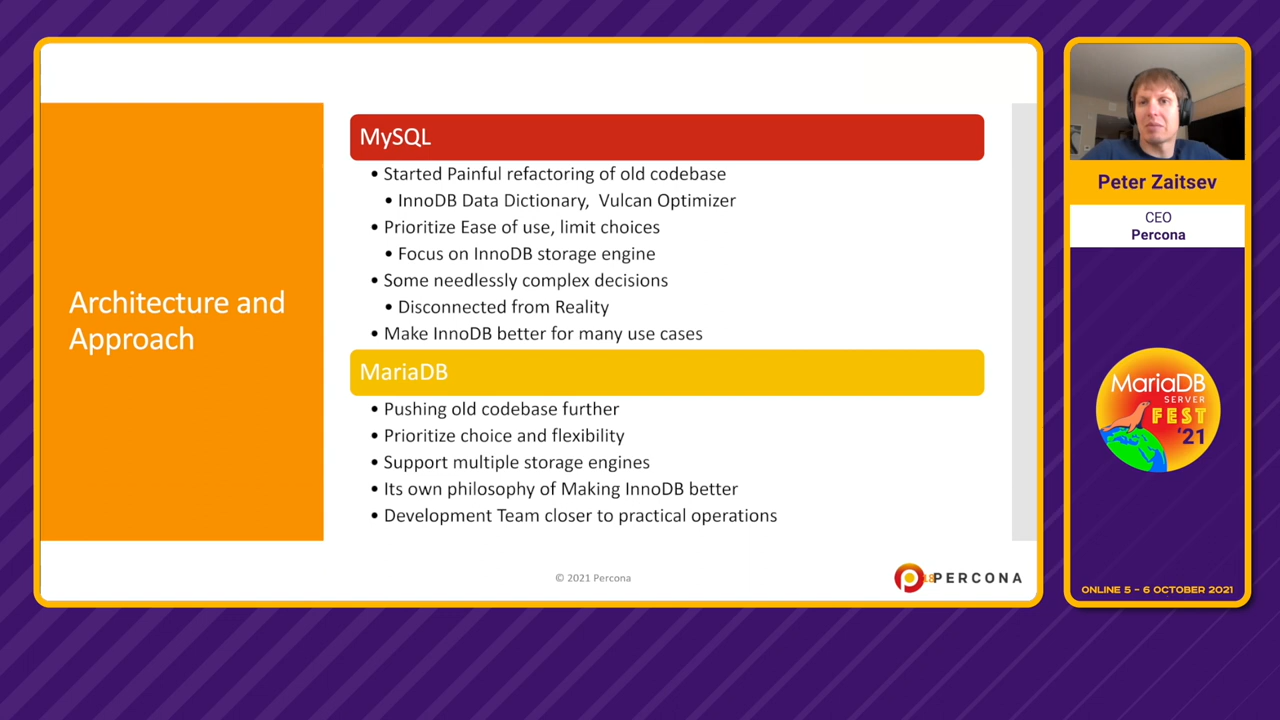 Architecture and
Approach
MySQL
• Started Painful refactoring of old codebase
• InnoDB Data Dictionary, Vulcan Optimizer
• Prioritize Ease of use, limit choices
• Focus on InnoDB storage engine
• Some needlessly complex decisions
• Disconnected from Reality
• Make InnoDB better for many use cases
MariaDB
• Pushing old codebase further
• Prioritize choice and flexibility
• Support multiple storage engines
• Its own philosophy of Making InnoDB better
• Development Team closer to practical operations
© 2021 Percona
18
PERCONA
Peter Zaitsev
CEO
Percona
MariaDB
SERVER
FEST
'21
ONLINE 5 – 6 OCTOBER 2021